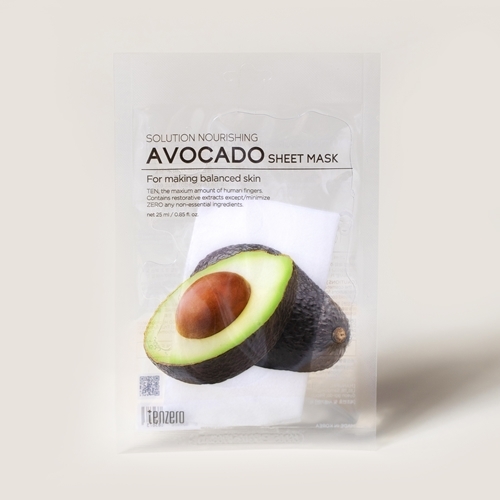 SOLUTION NOURISHING
AVOCADO SHEET MASK
For making balanced skin
TEN, the maxium amount of human fingers.
Contains restorative extracts except/minimize
ZERO any non-essential ingredients.
net 25 ml / 0.85 fl. oz.
tenzero